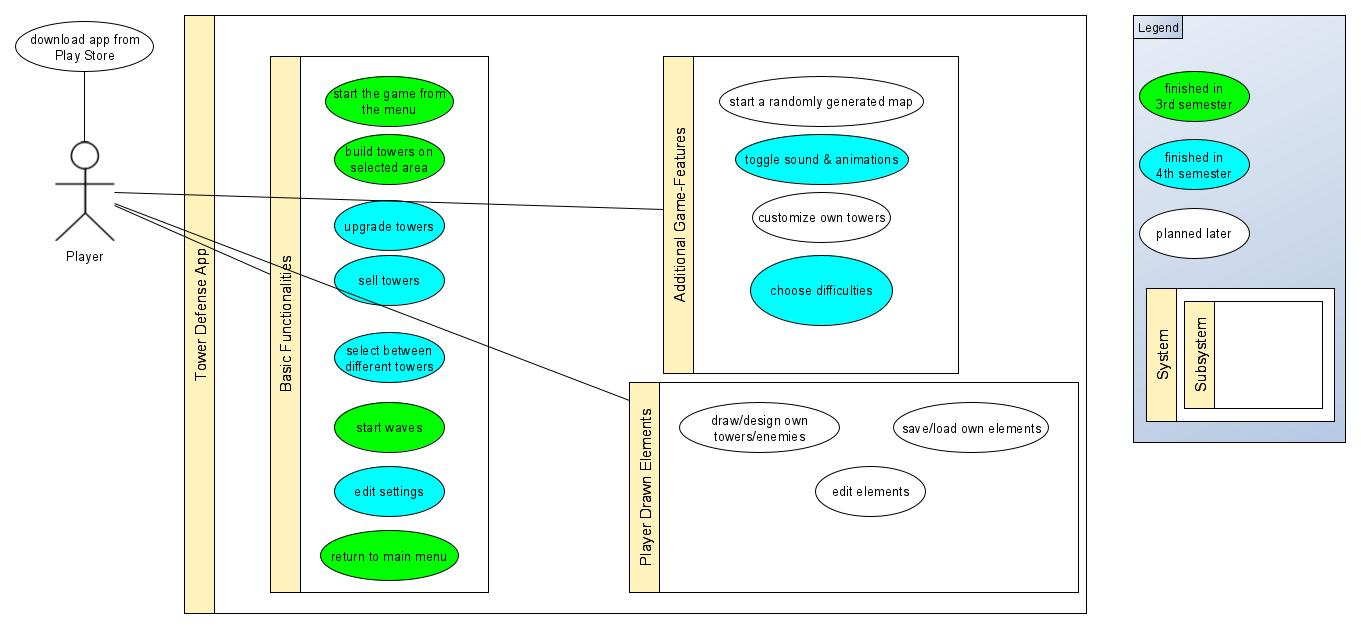 download app from
Play Store
Player
Tower Defense App
Basic Functionalities
start the game from
the menu
build towers on
selected area
upgrade towers
sell towers
select between
different towers
start waves
edit settings
return to main menu
Additional Game-Features
start a randomly generated map
toggle sound & animations
customize own towers
choose difficulties
Player Drawn Elements
draw/design own
towers/enemies
save/load own elements
edit elements
Legend
finished in
3rd semester
finished in
4th semester
planned later
System
Subsystem